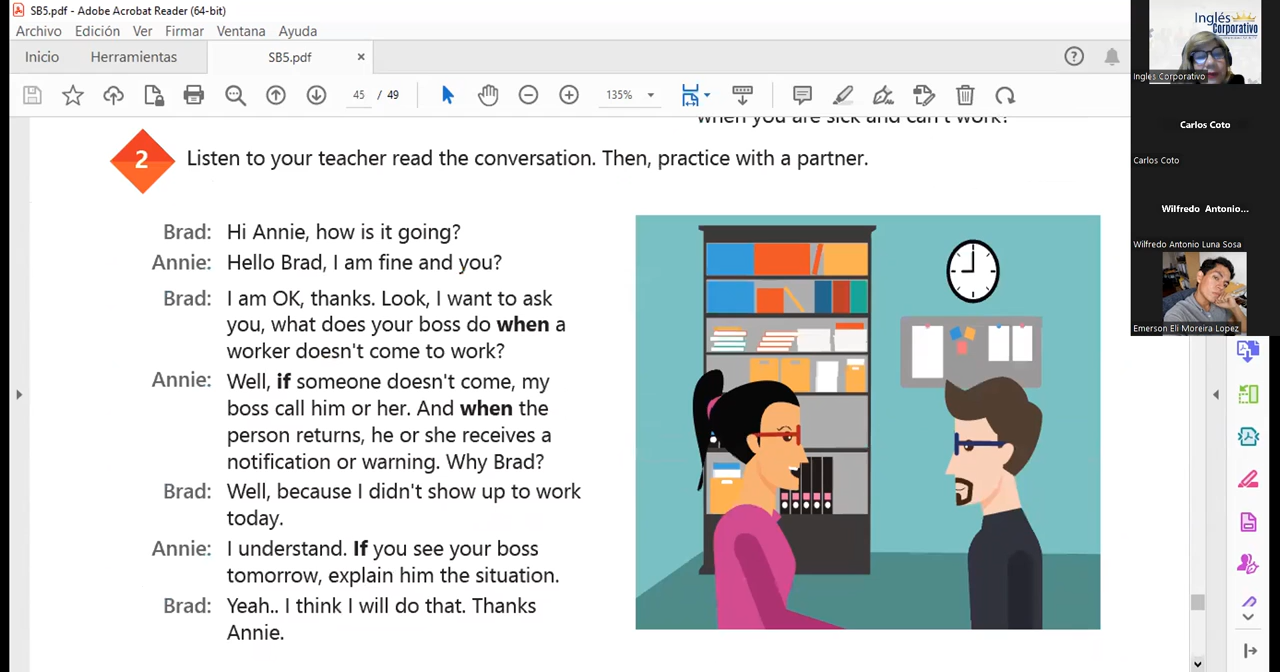 SB5.pdf - Adobe Acrobat Reader (64-bit)
Archivo Edición Ver Firmar Ventana Ayuda
Inicio Herramientas SB5.pdf
45 / 49 135%
when you are sick and can't work?
2 Listen to your teacher read the conversation. Then, practice with a partner.
Brad: Hi Annie, how is it going?
Annie: Hello Brad, I am fine and you?
Brad: I am OK, thanks. Look, I want to ask
you, what does your boss do when a
worker doesn't come to work?
Annie: Well, if someone doesn't come, my
boss call him or her. And when the
person returns, he or she receives a
notification or warning. Why Brad?
Brad: Well, because I didn't show up to work
today.
Annie: I understand. If you see your boss
tomorrow, explain him the situation.
Brad: Yeah.. I think I will do that. Thanks
Annie.
Inglés
Corporativo
Ingles Corporativo
Carlos Coto
Carlos Coto
Wilfredo Antonio...
Wilfredo Antonio Luna Sosa
Emerson Eli Moreira Lopez